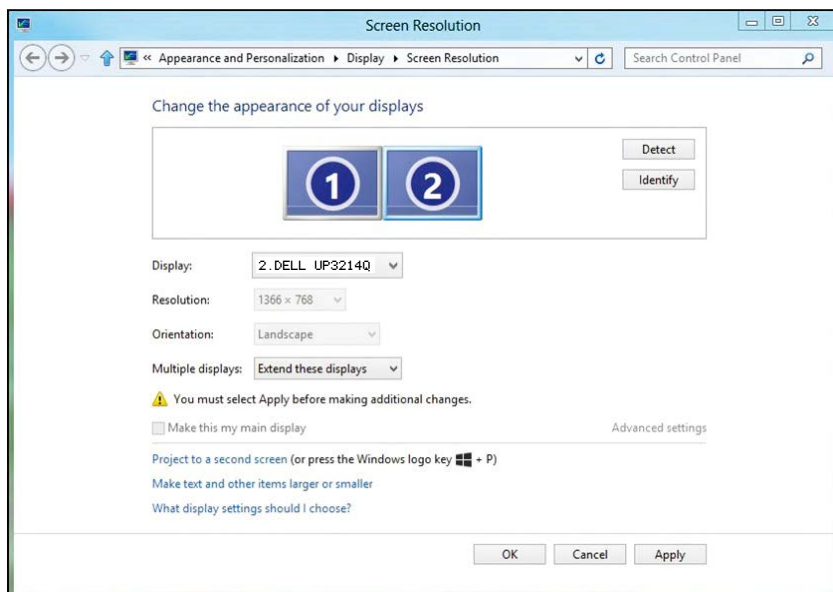 Screen Resolution
« Appearance and Personalization ▸ Display ▸ Screen Resolution
Search Control Panel
Change the appearance of your displays
1 2
Detect
Identify
Display: 2.DELL UP3214Q
Resolution: 1366 × 768
Orientation: Landscape
Multiple displays: Extend these displays
You must select Apply before making additional changes.
Make this my main display
Advanced settings
Project to a second screen (or press the Windows logo key + P)
Make text and other items larger or smaller
What display settings should I choose?
OK Cancel Apply